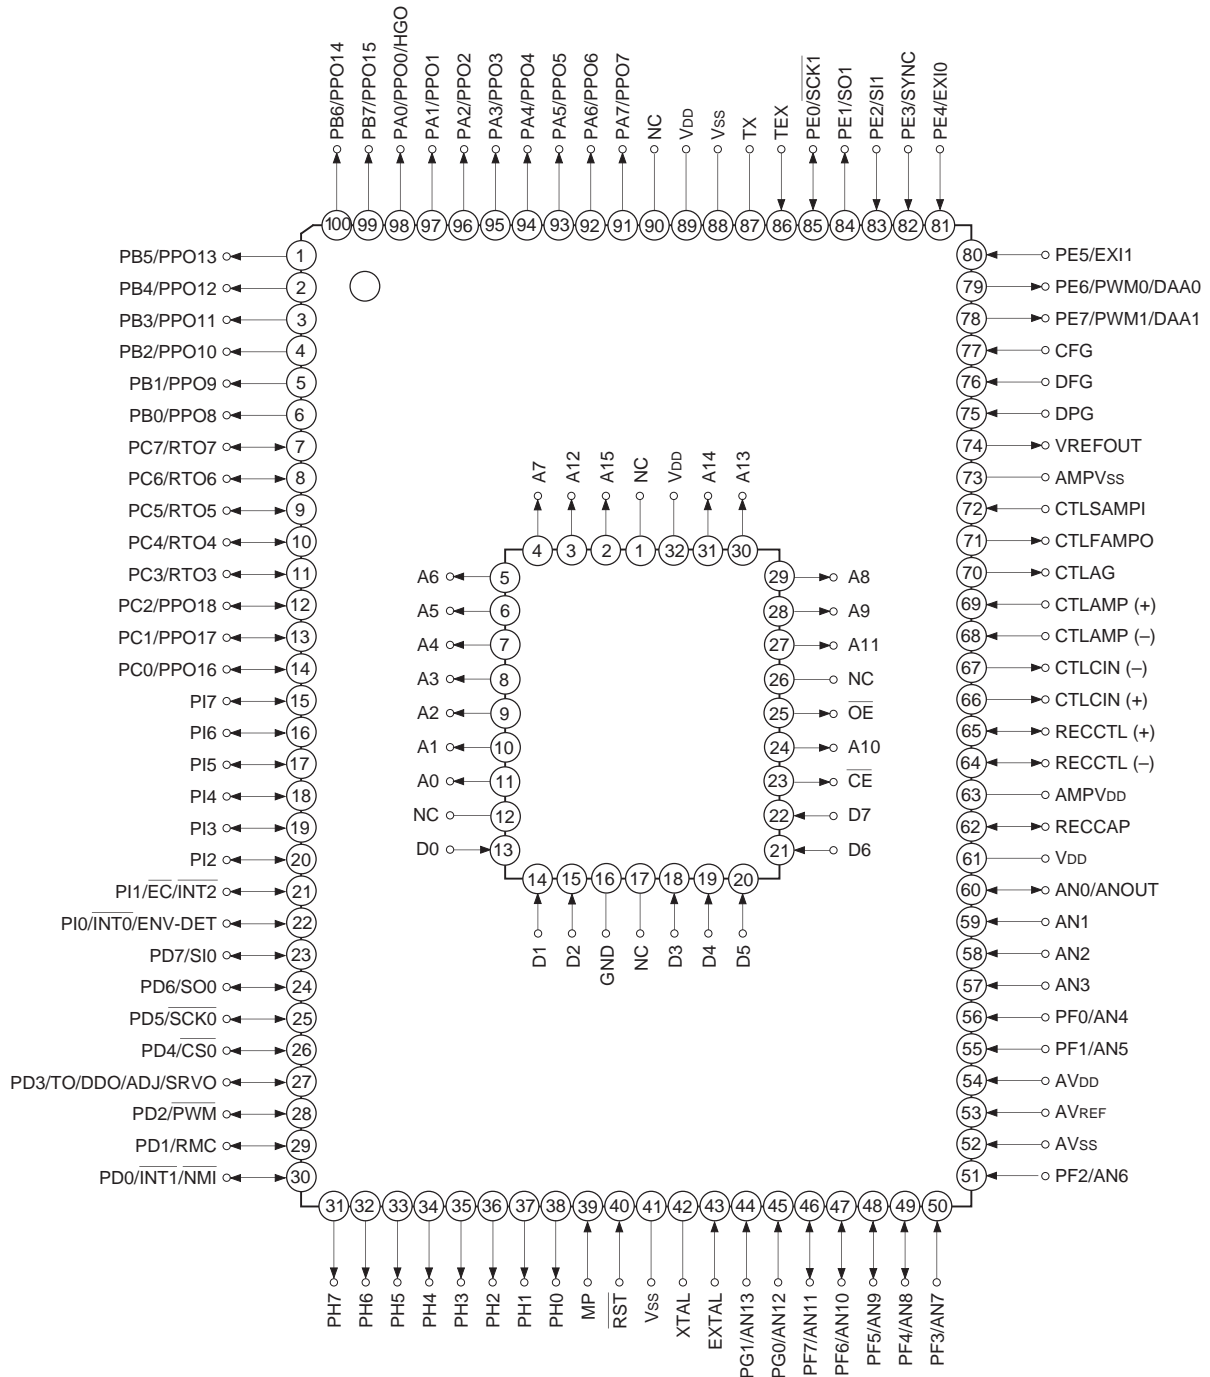 PB6/PPO14
PB7/PPO15
PA0/PPO0/HGO
PA1/PPO1
PA2/PPO2
PA3/PPO3
PA4/PPO4
PA5/PPO5
PA6/PPO6
PA7/PPO7
NC
VDD
VSS
TX
TEX
PE0/SCK1
PE1/SO1
PE2/SI1
PE3/SYNC
PE4/EXI0
100 99 98 97 96 95 94 93 92 91 90 89 88 87 86 85 84 83 82 81
PB5/PPO13 1
PB4/PPO12 2
PB3/PPO11 3
PB2/PPO10 4
PB1/PPO9 5
PB0/PPO8 6
PC7/RTO7 7
PC6/RTO6 8
PC5/RTO5 9
PC4/RTO4 10
PC3/RTO3 11
PC2/PPO18 12
PC1/PPO17 13
PC0/PPO16 14
PI7 15
PI6 16
PI5 17
PI4 18
PI3 19
PI2 20
PI1/EC/INT2 21
PI0/INT0/ENV-DET 22
PD7/SI0 23
PD6/SO0 24
PD5/SCK0 25
PD4/CS0 26
PD3/TO/DDO/ADJ/SRVO 27
PD2/PWM 28
PD1/RMC 29
PD0/INT1/NMI 30
A7
A12
A15
NC
VDD
A14
A13
4 3 2 1 32 31 30
A6 5
A5 6
A4 7
A3 8
A2 9
A1 10
A0 11
NC 12
D0 13
29 A8
28 A9
27 A11
26 NC
25 OE
24 A10
23 CE
22 D7
21 D6
14 15 16 17 18 19 20
D1
D2
GND
NC
D3
D4
D5
80 PE5/EXI1
79 PE6/PWM0/DAA0
78 PE7/PWM1/DAA1
77 CFG
76 DFG
75 DPG
74 VREFOUT
73 AMPVSS
72 CTLSAMPI
71 CTLFAMPO
70 CTLAG
69 CTLAMP (+)
68 CTLAMP (–)
67 CTLCIN (–)
66 CTLCIN (+)
65 RECCTL (+)
64 RECCTL (–)
63 AMPVDD
62 RECCAP
61 VDD
60 AN0/ANOUT
59 AN1
58 AN2
57 AN3
56 PF0/AN4
55 PF1/AN5
54 AVDD
53 AVREF
52 AVSS
51 PF2/AN6
31 32 33 34 35 36 37 38 39 40 41 42 43 44 45 46 47 48 49 50
PH7
PH6
PH5
PH4
PH3
PH2
PH1
PH0
MP
RST
VSS
XTAL
EXTAL
PG1/AN13
PG0/AN12
PF7/AN11
PF6/AN10
PF5/AN9
PF4/AN8
PF3/AN7